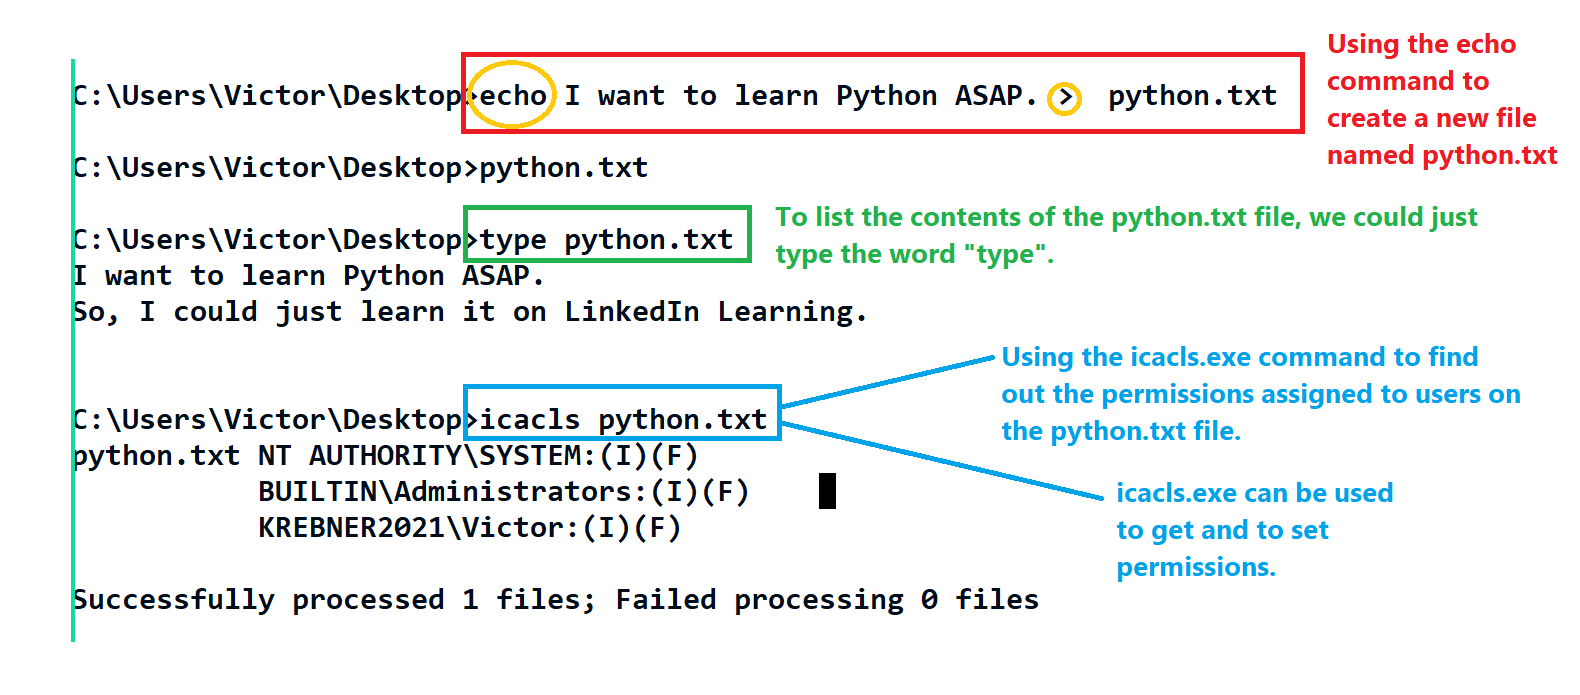 C:\Users\Victor\Desktop>echo I want to learn Python ASAP. > python.txt
Using the echo
command to
create a new file
named python.txt
C:\Users\Victor\Desktop>python.txt
C:\Users\Victor\Desktop>type python.txt
To list the contents of the python.txt file, we could just
type the word "type".
I want to learn Python ASAP.
So, I could just learn it on LinkedIn Learning.
C:\Users\Victor\Desktop>icacls python.txt
Using the icacls.exe command to find
out the permissions assigned to users on
the python.txt file.
python.txt NT AUTHORITY\SYSTEM:(I)(F)
BUILTIN\Administrators:(I)(F)
KREBNER2021\Victor:(I)(F)
icacls.exe can be used
to get and to set
permissions.
Successfully processed 1 files; Failed processing 0 files